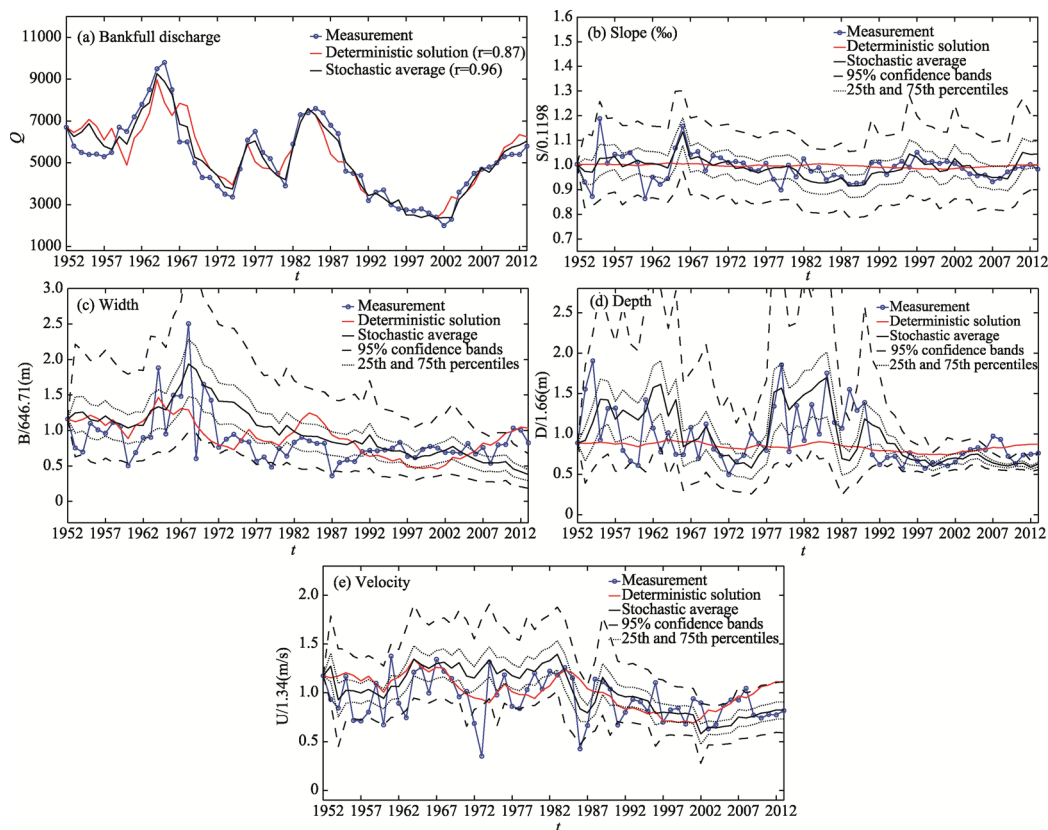 (a) Bankfull discharge
Measurement
Deterministic solution (r=0.87)
Stochastic average (r=0.96)
11000
9000
7000
5000
3000
1000
Q
1952 1957 1962 1967 1972 1977 1982 1987 1992 1997 2002 2007 2012
t
(b) Slope (‰)
Measurement
Deterministic solution
Stochastic average
95% confidence bands
25th and 75th percentiles
1.6
1.5
1.4
1.3
1.2
1.1
1.0
0.9
0.8
0.7
S/0.1198
1952 1957 1962 1967 1972 1977 1982 1987 1992 1997 2002 2007 2012
t
(c) Width
Measurement
Deterministic solution
Stochastic average
95% confidence bands
25th and 75th percentiles
3.0
2.5
2.0
1.5
1.0
0.5
0
B/646.71(m)
1952 1957 1962 1967 1972 1977 1982 1987 1992 1997 2002 2007 2012
t
(d) Depth
Measurement
Deterministic solution
Stochastic average
95% confidence bands
25th and 75th percentiles
2.5
2.0
1.5
1.0
0.5
0
D/1.66(m)
1952 1957 1962 1967 1972 1977 1982 1987 1992 1997 2002 2007 2012
t
(e) Velocity
Measurement
Deterministic solution
Stochastic average
95% confidence bands
25th and 75th percentiles
2.0
1.5
1.0
0.5
0
U/1.34(m/s)
1952 1957 1962 1967 1972 1977 1982 1987 1992 1997 2002 2007 2012
t